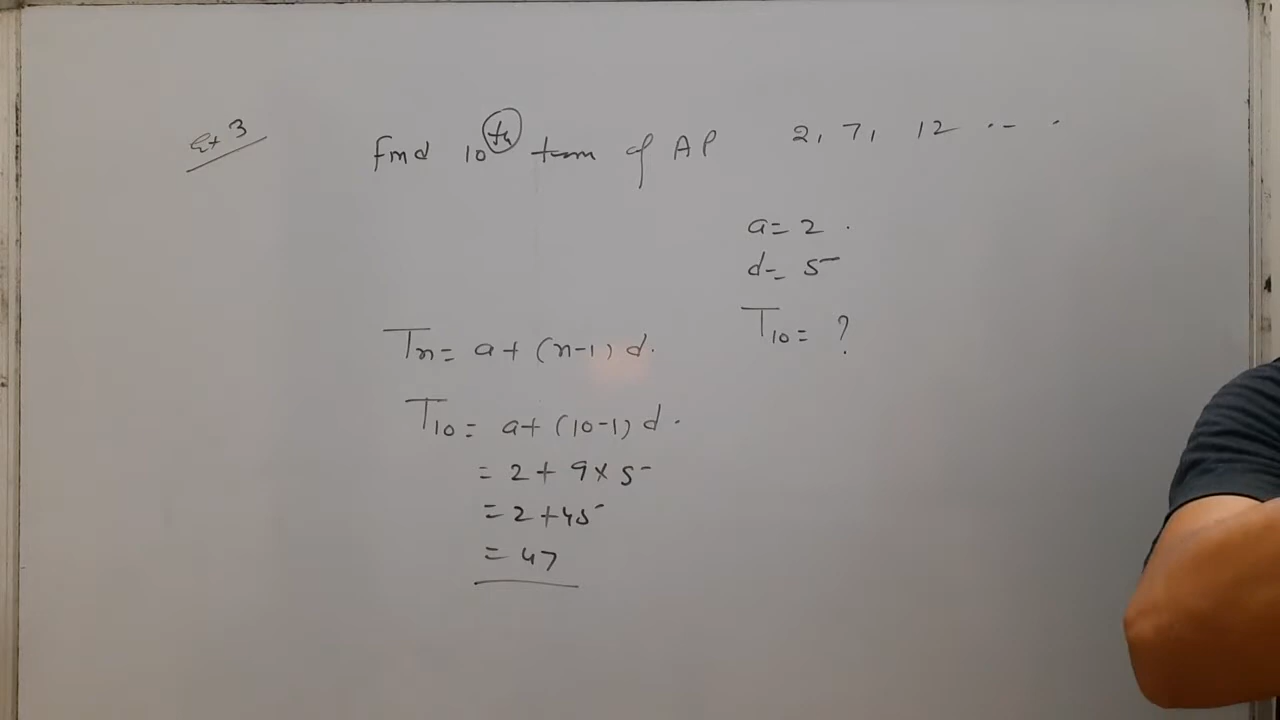 Ex 3
Find 10th term of AP 2, 7, 12 ...
a = 2.
d = 5
T10 = ?
Tn = a + (n-1) d.
T10 = a + (10-1) d.
= 2 + 9 x 5
= 2 + 45
= 47